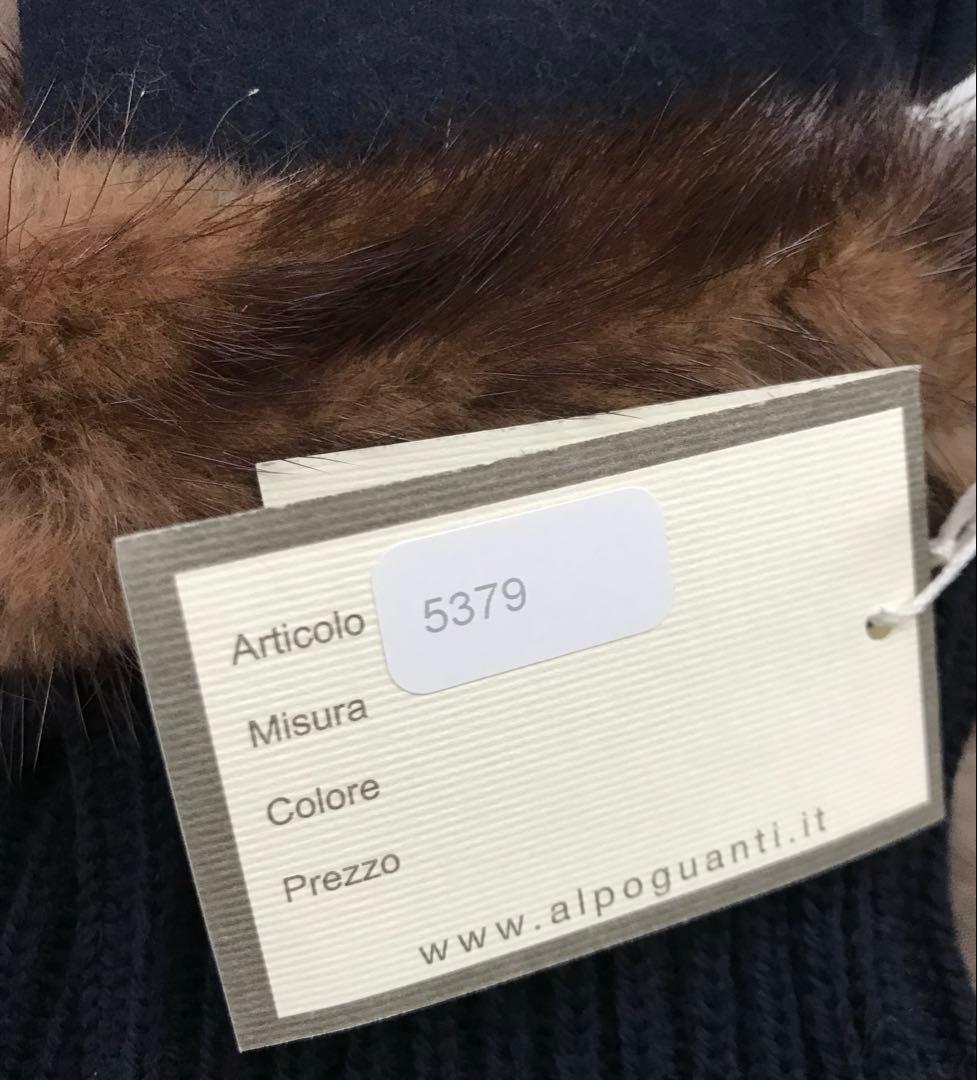 Articolo 5379
Misura
Colore
Prezzo
www.alpoguanti.it